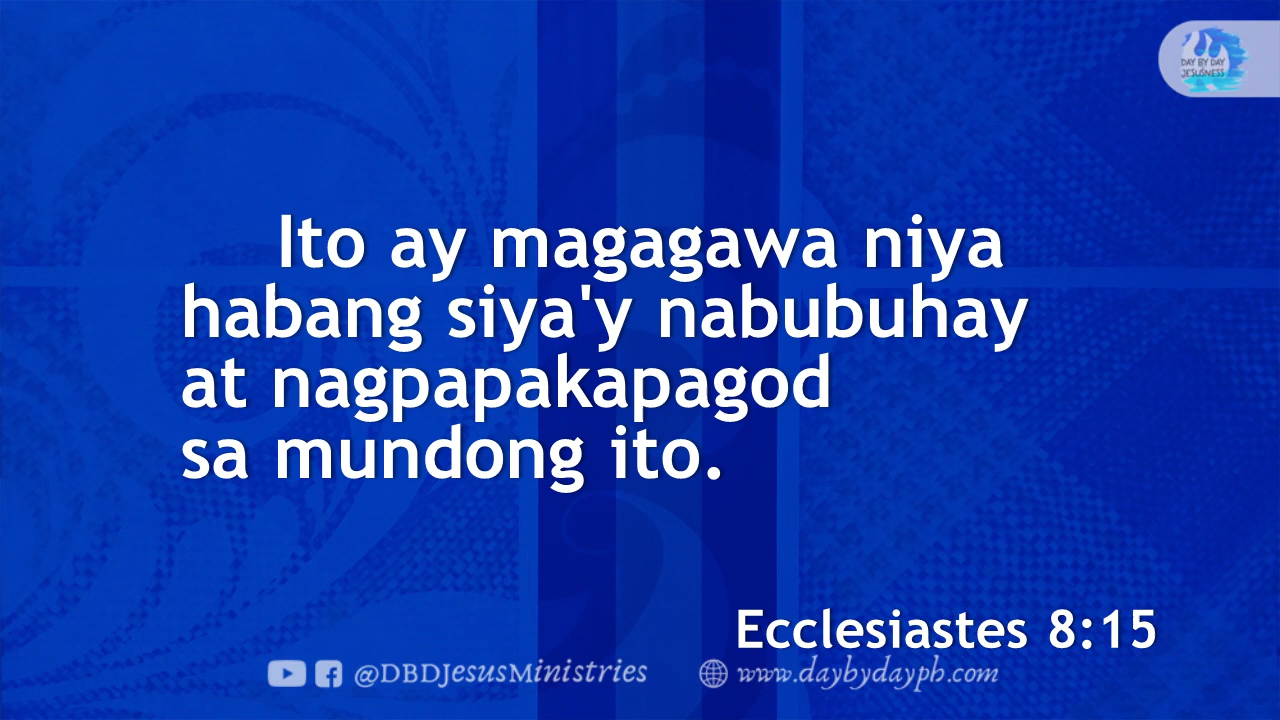 DAY BY DAY
JESUSNESS
Ito ay magagawa niya
habang siya'y nabubuhay
at nagpapakapagod
sa mundong ito.
Ecclesiastes 8:15
@DBDJesusMinistries
www.daybydayph.com